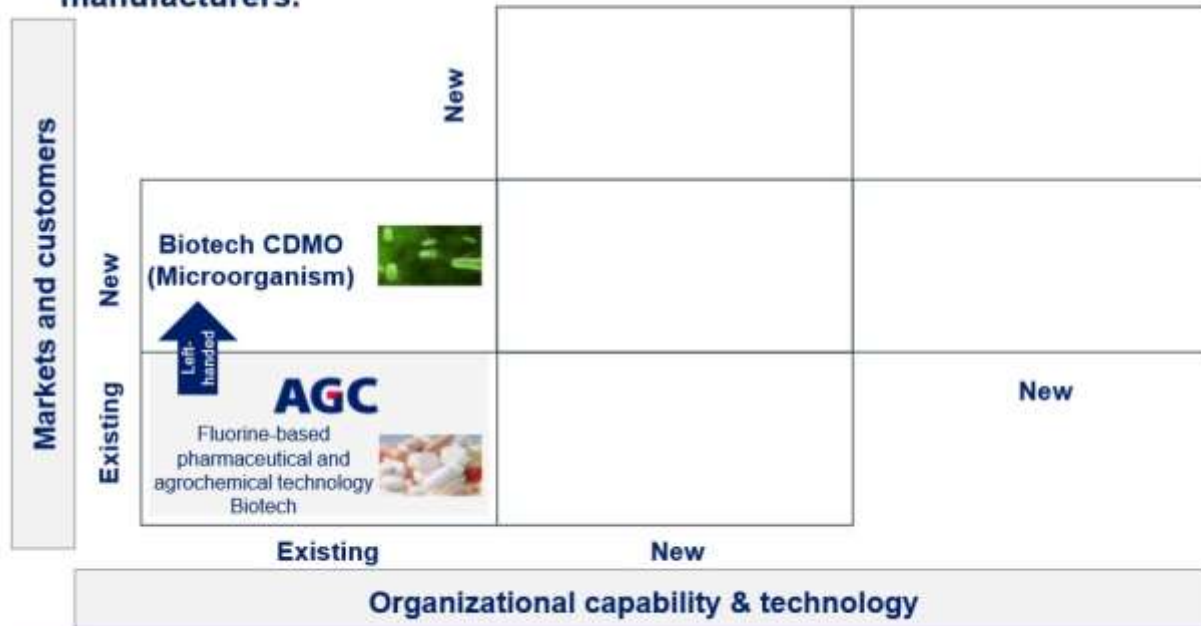 manufacturers.
Markets and customers
New
New
Existing
Biotech CDMO
(Microorganism)
Left-
handed
AGC
Fluorine-based
pharmaceutical and
agrochemical technology
Biotech
New
Existing
New
Organizational capability & technology